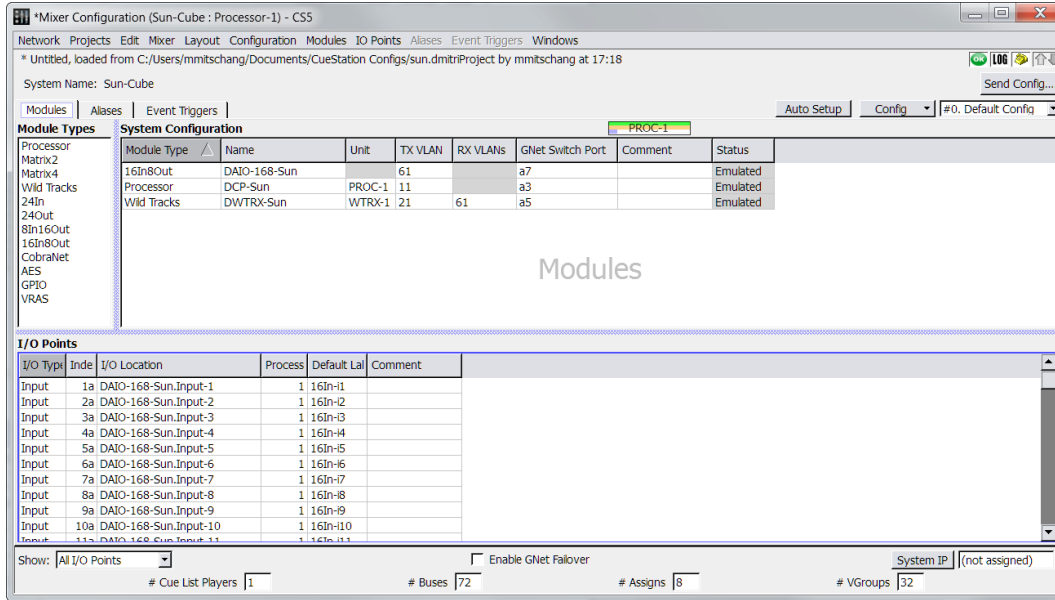 *Mixer Configuration (Sun-Cube : Processor-1) - CS5
Network Projects Edit Mixer Layout Configuration Modules IO Points Aliases Event Triggers Windows
* Untitled, loaded from C:/Users/mmitschang/Documents/CueStation Configs/sun.dmitriProject by mmitschang at 17:18
OK LOG
System Name: Sun-Cube
Send Config...
Modules Aliases Event Triggers Auto Setup Config #0. Default Config
Module Types System Configuration PROC-1
Module Type Name Unit TX VLAN RX VLANs GNet Switch Port Comment Status
16In8Out DAIO-168-Sun 61 a7 Emulated
Processor DCP-Sun PROC-1 11 a3 Emulated
Wild Tracks DWTRX-Sun WTRX-1 21 61 a5 Emulated
Processor
Matrix2
Matrix4
Wild Tracks
24In
24Out
8In16Out
16In8Out
CobraNet
AES
GPIO
VRAS
Modules
I/O Points
I/O Type Inde I/O Location Process Default Lal Comment
Input 1a DAIO-168-Sun.Input-1 1 16In-i1
Input 2a DAIO-168-Sun.Input-2 1 16In-i2
Input 3a DAIO-168-Sun.Input-3 1 16In-i3
Input 4a DAIO-168-Sun.Input-4 1 16In-i4
Input 5a DAIO-168-Sun.Input-5 1 16In-i5
Input 6a DAIO-168-Sun.Input-6 1 16In-i6
Input 7a DAIO-168-Sun.Input-7 1 16In-i7
Input 8a DAIO-168-Sun.Input-8 1 16In-i8
Input 9a DAIO-168-Sun.Input-9 1 16In-i9
Input 10a DAIO-168-Sun.Input-10 1 16In-i10
Input 11a DAIO-168-Sun.Input-11 1 16In-i11
Show: All I/O Points Enable GNet Failover System IP (not assigned)
# Cue List Players 1 # Buses 72 # Assigns 8 # VGroups 32